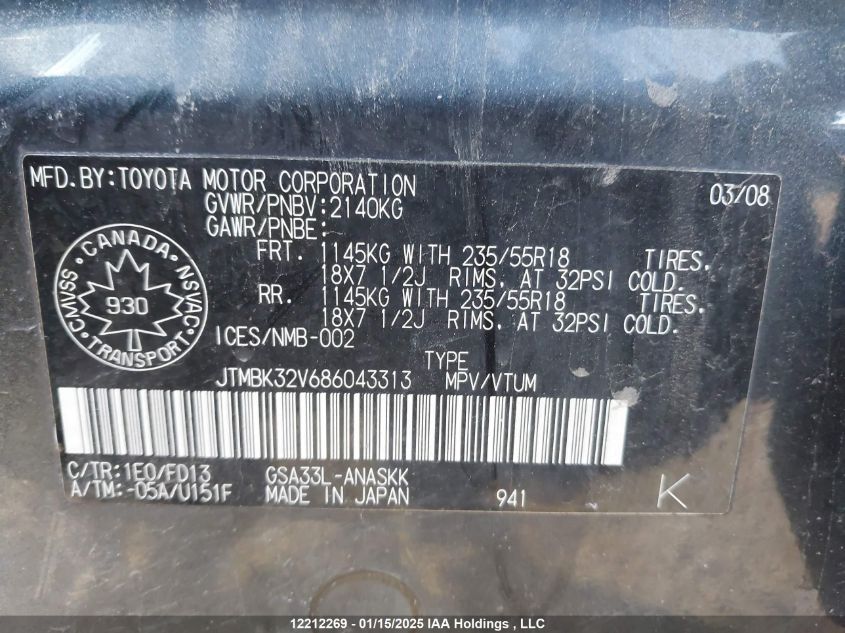 MFD.BY:TOYOTA MOTOR CORPORATION 03/08
GVWR/PNBV:2140KG
GAWR/PNBE:-
FRT. 1145KG WITH 235/55R18 TIRES.
18X7 1/2J RIMS. AT 32PSI COLD.
RR. 1145KG WITH 235/55R18 TIRES.
18X7 1/2J RIMS. AT 32PSI COLD.
CANADA
CMVSS 930 NSVAC
TRANSPORT
ICES/NMB-002
TYPE
JTMBK32V686043313 MPV/VTUM
C/TR:1E0/FD13 GSA33L-ANASKK
A/TM:-05A/U151F MADE IN JAPAN 941 K
12212269 - 01/15/2025 IAA Holdings , LLC